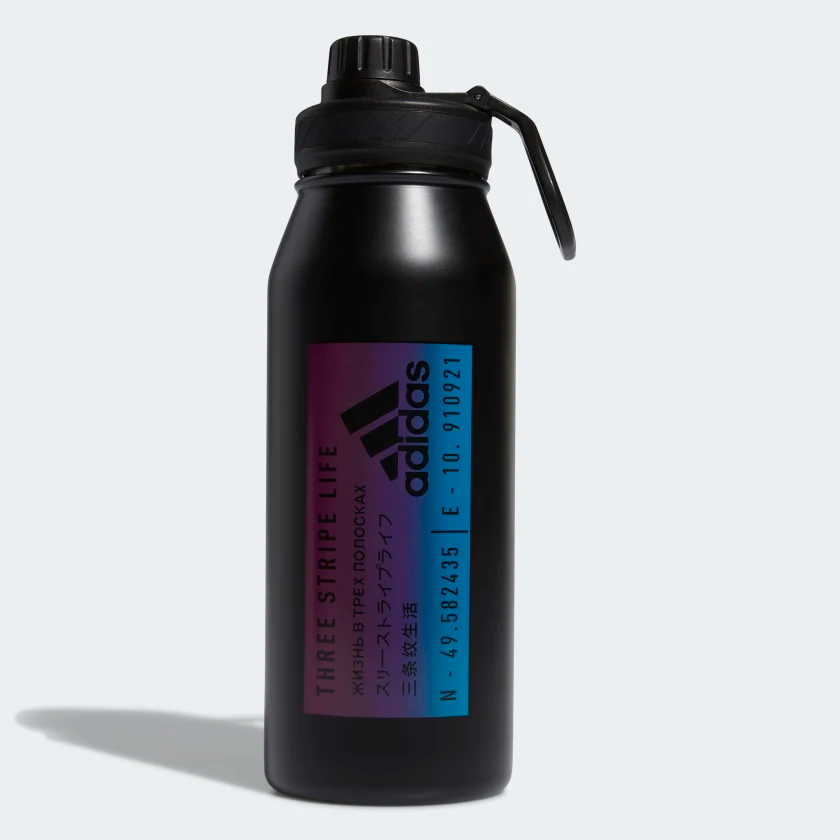 THREE STRIPE LIFE
ЖИЗНЬ В ТРЕХ ПОЛОСКАХ
スリーストライプライフ
三条纹生活
adidas
N - 49.582435 | E - 10. 910921